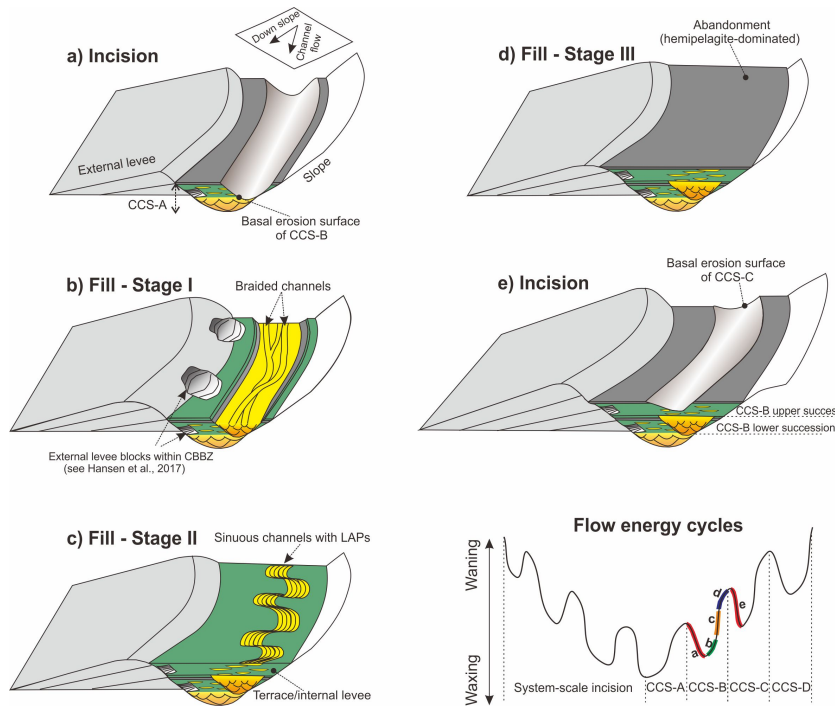 a) Incision
Down slope
Channel
flow
External levee
Slope
CCS-A
Basal erosion surface
of CCS-B
b) Fill - Stage I
Braided channels
External levee blocks within CBBZ
(see Hansen et al., 2017)
c) Fill - Stage II
Sinuous channels with LAPs
Terrace/internal levee
d) Fill - Stage III
Abandonment
(hemipelagite-dominated)
e) Incision
Basal erosion surface
of CCS-C
CCS-B upper succes
CCS-B lower succession
Flow energy cycles
Waning
Waxing
a
b
c
d
e
System-scale incision
CCS-A
CCS-B
CCS-C
CCS-D